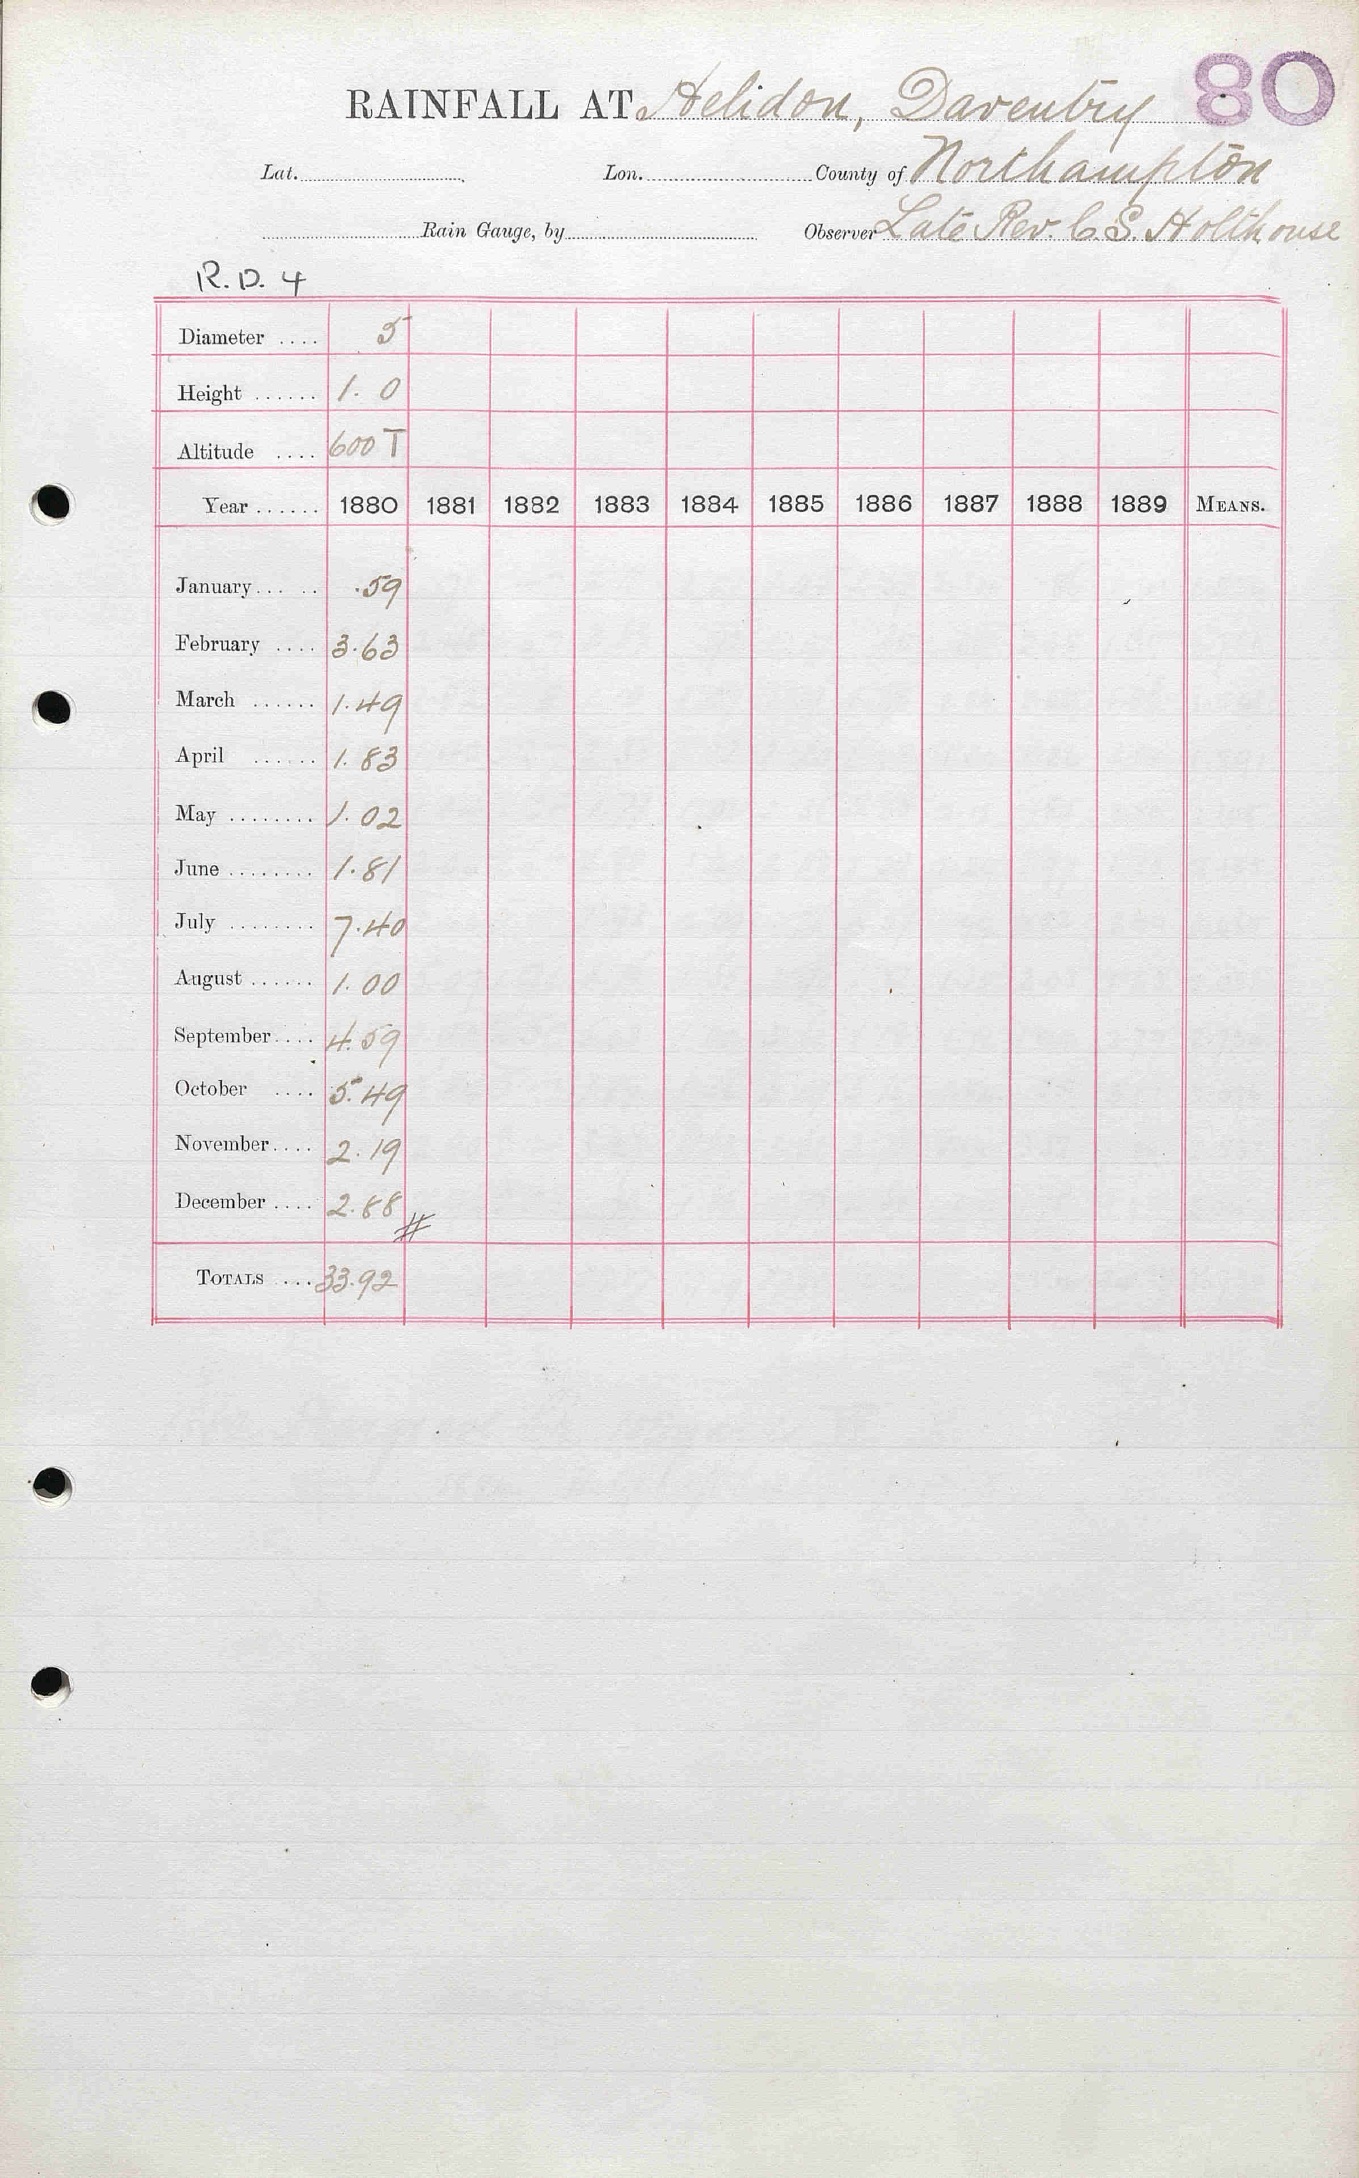 80
RAINFALL AT Helidon, Daventry
Lat. Lon. County of Northampton
Rain Gauge, by Observer Late Rev. C. S. Holthouse
R. D. 4
Diameter .... 5
Height ...... 1. 0
Altitude .... 600 T
Year ...... 1880 1881 1882 1883 1884 1885 1886 1887 1888 1889 MEANS.
January... .. .59
February .... 3.63
March ...... 1.49
April ...... 1.83
May ........ 1.02
June ........ 1.81
July ........ 7.40
August ...... 1.00
September.... 4.59
October .... 5.49
November.... 2.19
December .... 2.88
#
TOTALS ... 33.92